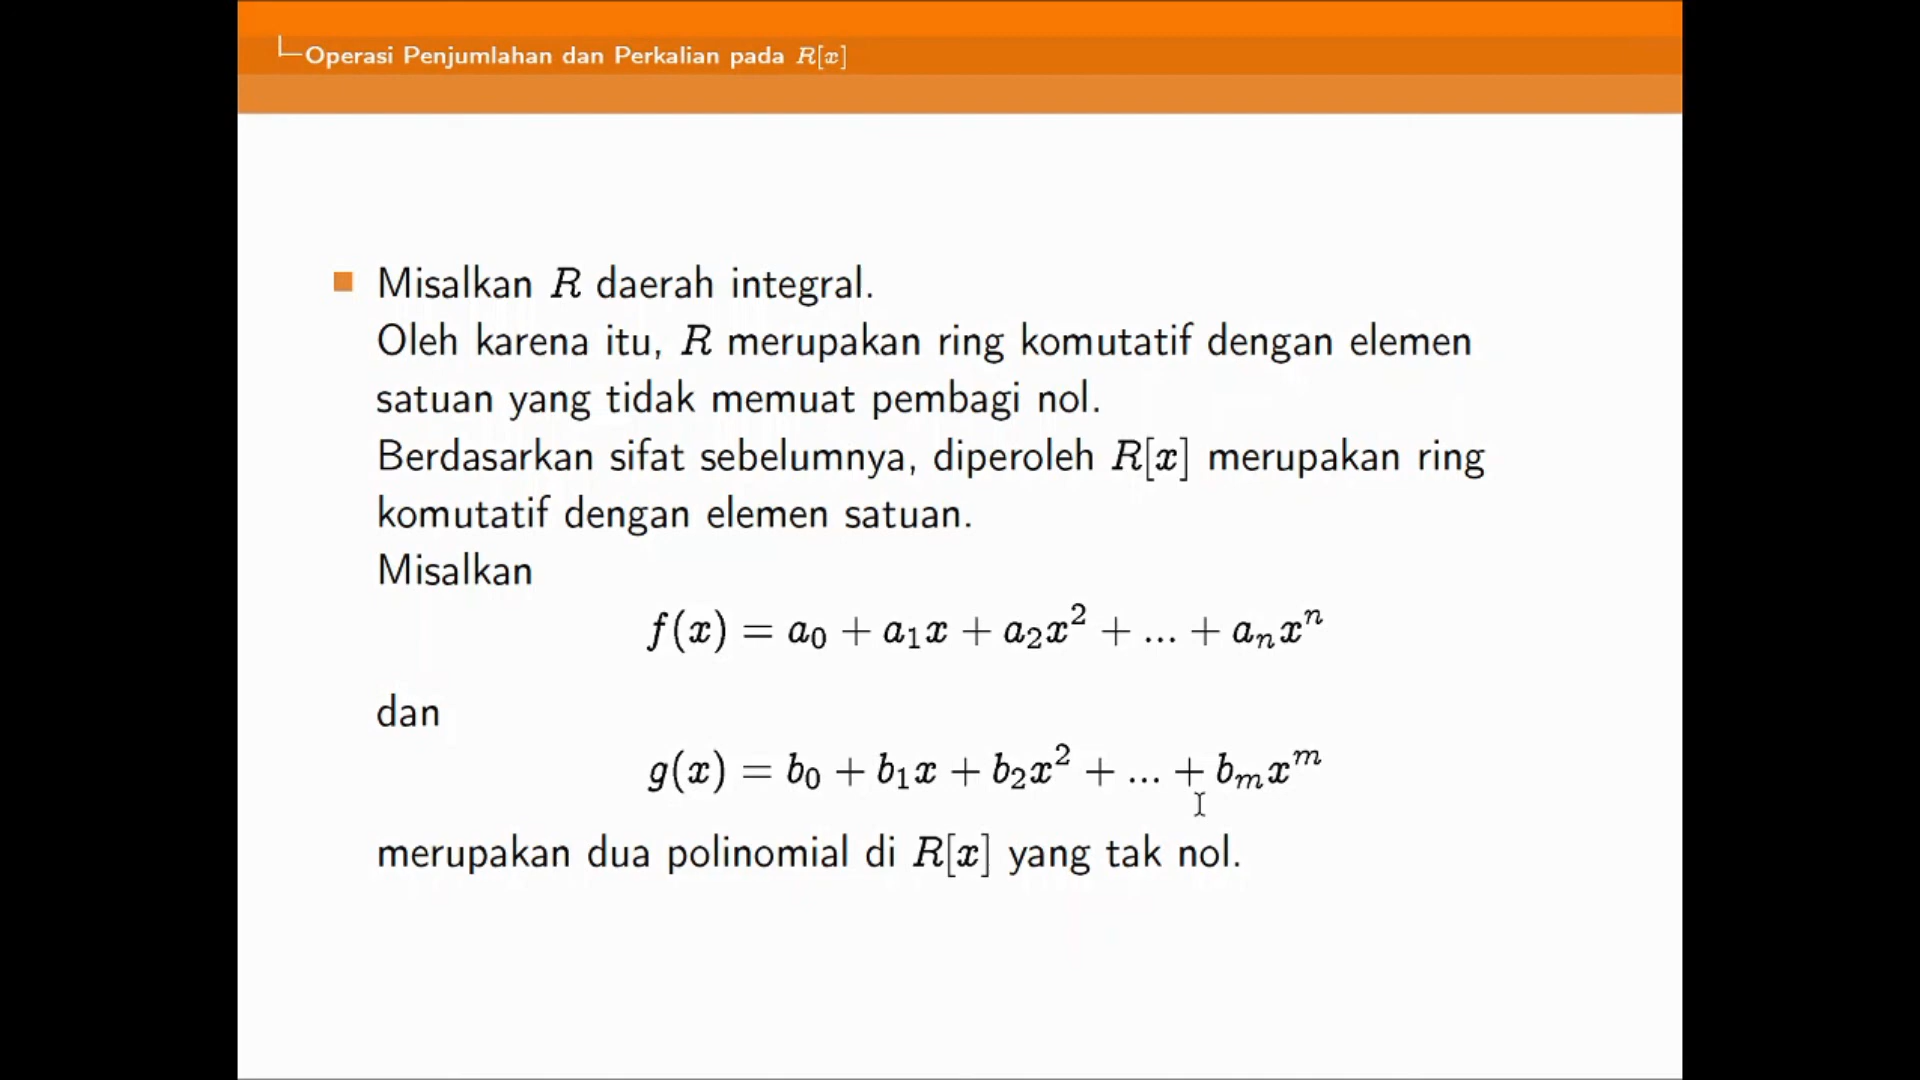 Operasi Penjumlahan dan Perkalian pada R[x]
Misalkan R daerah integral.
Oleh karena itu, R merupakan ring komutatif dengan elemen
satuan yang tidak memuat pembagi nol.
Berdasarkan sifat sebelumnya, diperoleh R[x] merupakan ring
komutatif dengan elemen satuan.
Misalkan
f(x) = a₀ + a₁x + a₂x² + ... + aₙxⁿ
dan
g(x) = b₀ + b₁x + b₂x² + ... + bₘxᵐ
merupakan dua polinomial di R[x] yang tak nol.